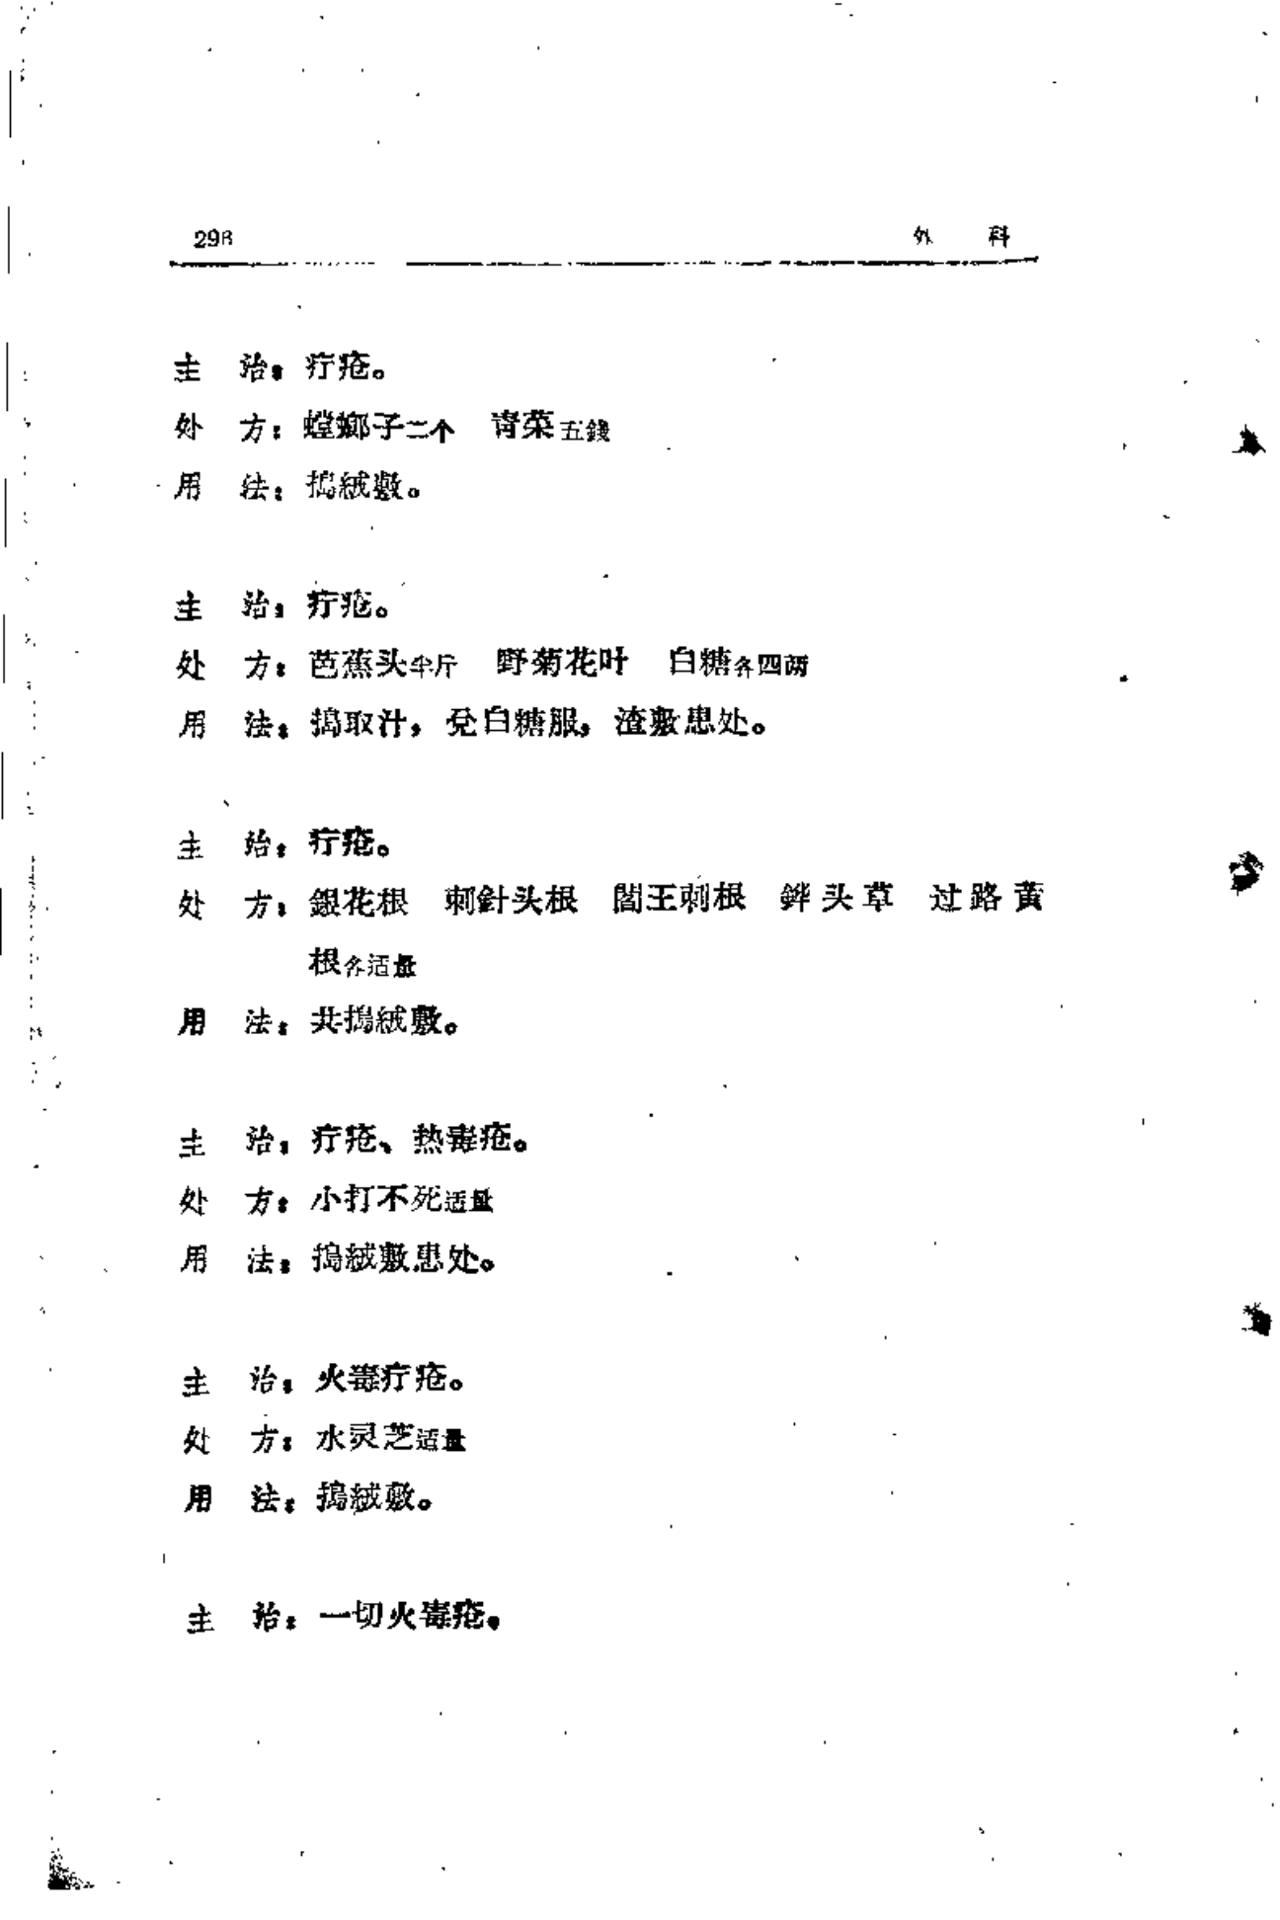 298 外 科
主 治：疔疮。
处 方：螳螂子二个 青菜五錢
用 法：搗絨敷。
主 治：疔疮。
处 方：芭蕉头半斤 野菊花叶 白糖各四两
用 法：搗取汁，兑白糖服，渣敷患处。
主 治：疔疮。
处 方：銀花根 刺針头根 閻王刺根 鏵头草 过路黄
根各适量
用 法：共搗絨敷。
主 治：疔疮、热毒疮。
处 方：小打不死适量
用 法：搗絨敷患处。
主 治：火毒疔疮。
处 方：水灵芝适量
用 法：搗絨敷。
主 治：一切火毒疮。